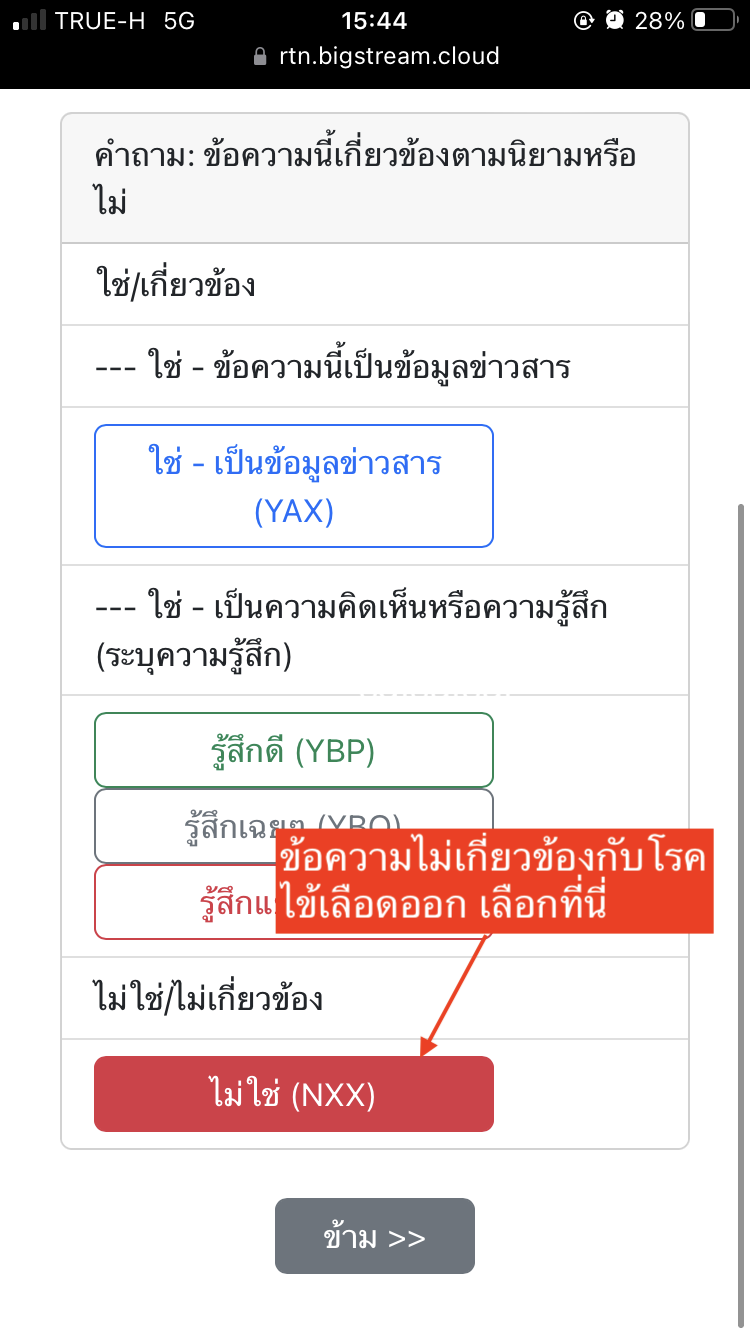 TRUE-H 5G 15:44 28%
rtn.bigstream.cloud
คำถาม: ข้อความนี้เกี่ยวข้องตามนิยามหรือ
ไม่
ใช่/เกี่ยวข้อง
--- ใช่ - ข้อความนี้เป็นข้อมูลข่าวสาร
ใช่ - เป็นข้อมูลข่าวสาร
(YAX)
--- ใช่ - เป็นความคิดเห็นหรือความรู้สึก
(ระบุความรู้สึก)
รู้สึกดี (YBP)
รู้สึกเฉยๆ (YBO)
รู้สึก
ข้อความไม่เกี่ยวข้องกับโรค
ไข้เลือดออก เลือกที่นี่
ไม่ใช่/ไม่เกี่ยวข้อง
ไม่ใช่ (NXX)
ข้าม >>